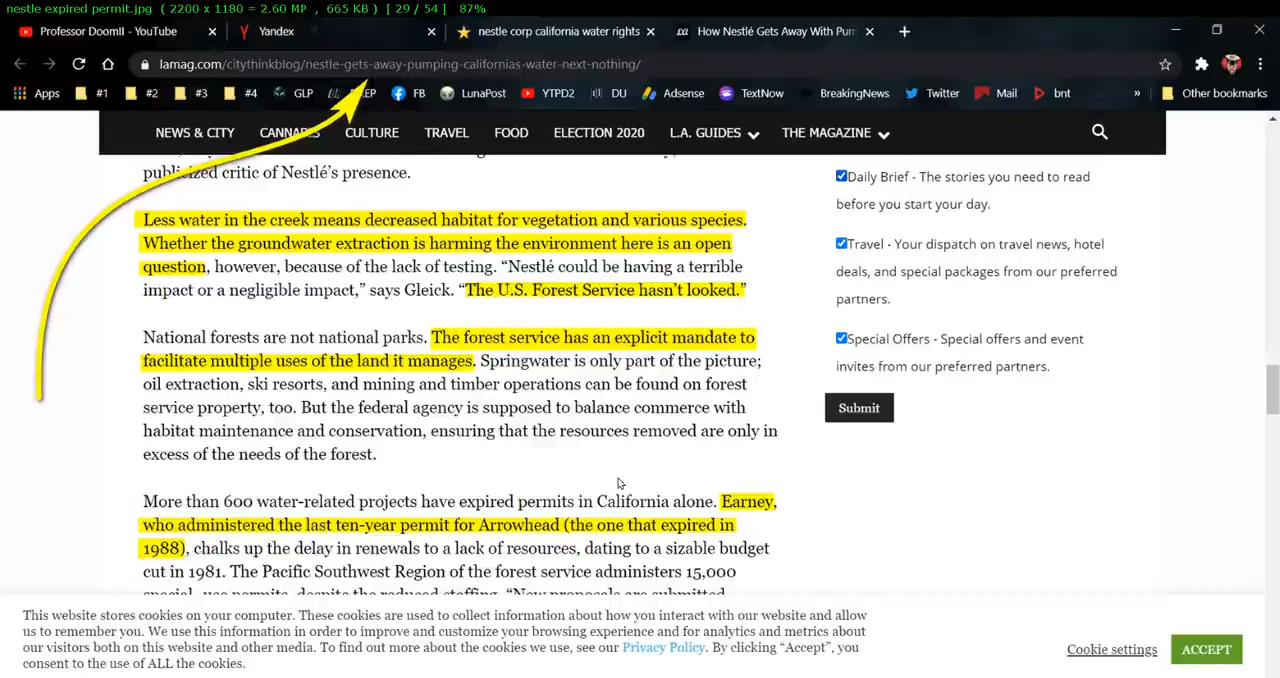 nestle expired permit.jpg ( 2200 x 1180 = 2.60 MP , 665 KB ) [ 29 / 54 ] 87%
Professor DoomII - YouTube
Yandex
nestle corp california water rights
How Nestlé Gets Away With Pum
lamag.com/citythinkblog/nestle-gets-away-pumping-californias-water-next-nothing/
Apps #1 #2 #3 #4 GLP EP FB LunaPost YTPD2 DU Adsense TextNow BreakingNews Twitter Mail bnt » Other bookmarks
NEWS & CITY CANNABIS CULTURE TRAVEL FOOD ELECTION 2020 L.A. GUIDES THE MAGAZINE
publicized critic of Nestlé's presence.
Less water in the creek means decreased habitat for vegetation and various species.
Whether the groundwater extraction is harming the environment here is an open
question, however, because of the lack of testing. “Nestlé could be having a terrible
impact or a negligible impact,” says Gleick. “The U.S. Forest Service hasn’t looked.”
National forests are not national parks. The forest service has an explicit mandate to
facilitate multiple uses of the land it manages. Springwater is only part of the picture;
oil extraction, ski resorts, and mining and timber operations can be found on forest
service property, too. But the federal agency is supposed to balance commerce with
habitat maintenance and conservation, ensuring that the resources removed are only in
excess of the needs of the forest.
More than 600 water-related projects have expired permits in California alone. Earney,
who administered the last ten-year permit for Arrowhead (the one that expired in
1988), chalks up the delay in renewals to a lack of resources, dating to a sizable budget
cut in 1981. The Pacific Southwest Region of the forest service administers 15,000
special-use permits, despite the reduced staffing. “New proposals are submitted
Daily Brief - The stories you need to read
before you start your day.
Travel - Your dispatch on travel news, hotel
deals, and special packages from our preferred
partners.
Special Offers - Special offers and event
invites from our preferred partners.
Submit
This website stores cookies on your computer. These cookies are used to collect information about how you interact with our website and allow
us to remember you. We use this information in order to improve and customize your browsing experience and for analytics and metrics about
our visitors both on this website and other media. To find out more about the cookies we use, see our Privacy Policy. By clicking “Accept”, you
consent to the use of ALL the cookies.
Cookie settings
ACCEPT